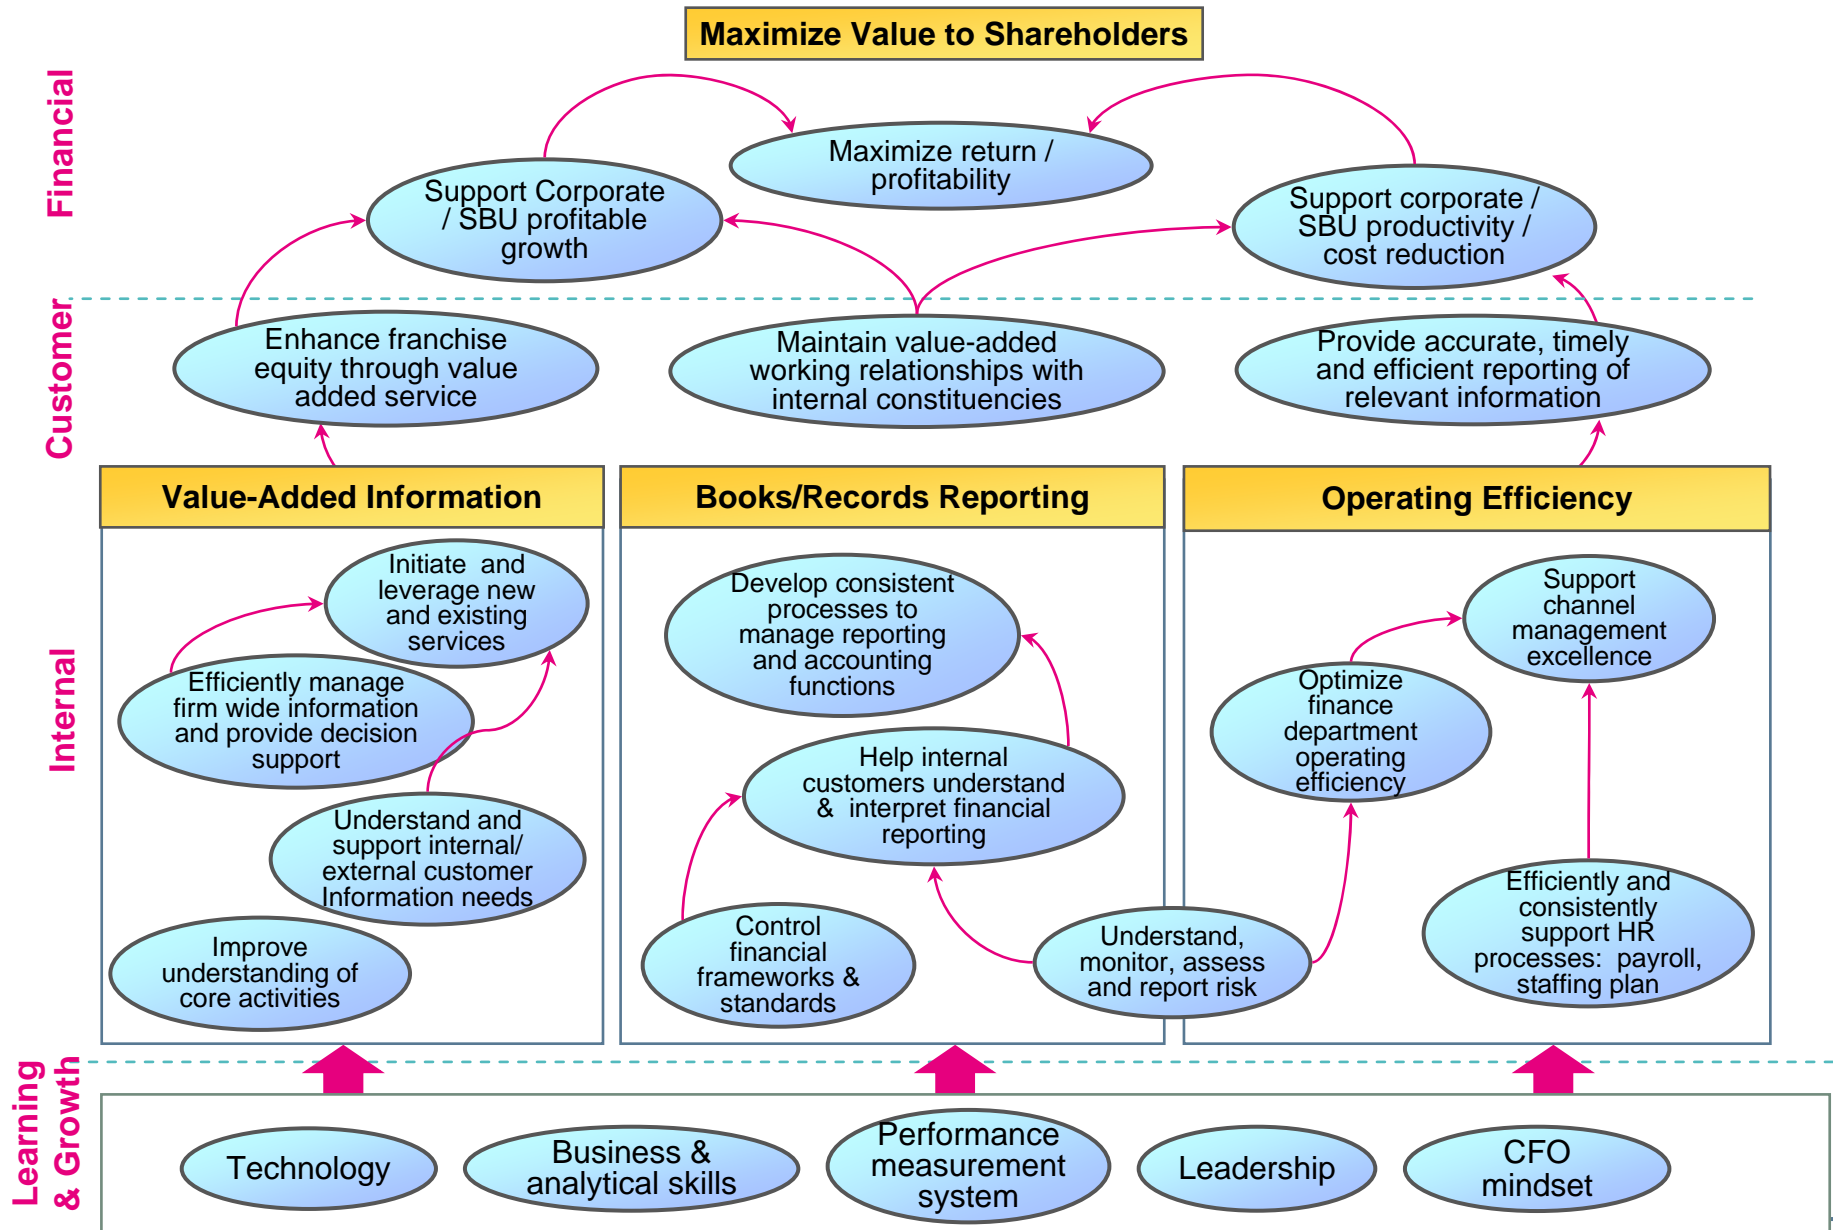 Maximize Value to Shareholders
Financial
Maximize return /
profitability
Support Corporate
/ SBU profitable
growth
Support corporate /
SBU productivity /
cost reduction
Customer
Enhance franchise
equity through value
added service
Maintain value-added
working relationships with
internal constituencies
Provide accurate, timely
and efficient reporting of
relevant information
Internal
Value-Added Information
Initiate and
leverage new
and existing
services
Efficiently manage
firm wide information
and provide decision
support
Understand and
support internal/
external customer
Information needs
Improve
understanding of
core activities
Books/Records Reporting
Develop consistent
processes to
manage reporting
and accounting
functions
Help internal
customers understand
& interpret financial
reporting
Control
financial
frameworks &
standards
Understand,
monitor, assess
and report risk
Operating Efficiency
Support
channel
management
excellence
Optimize
finance
department
operating
efficiency
Efficiently and
consistently
support HR
processes: payroll,
staffing plan
Learning
& Growth
Technology
Business &
analytical skills
Performance
measurement
system
Leadership
CFO
mindset